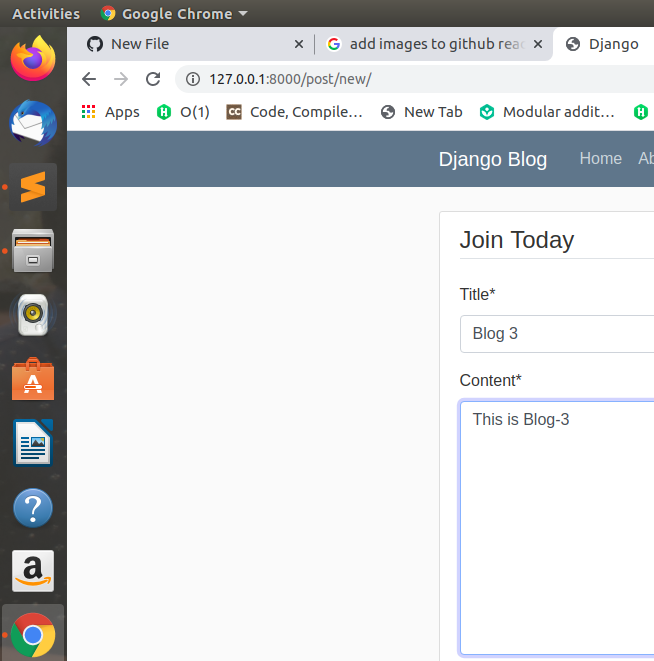 Activities Google Chrome
New File add images to github read Django
127.0.0.1:8000/post/new/
Apps O(1) CC Code, Compile... New Tab Modular addit...
Django Blog Home Ab
Join Today
Title*
Blog 3
Content*
This is Blog-3